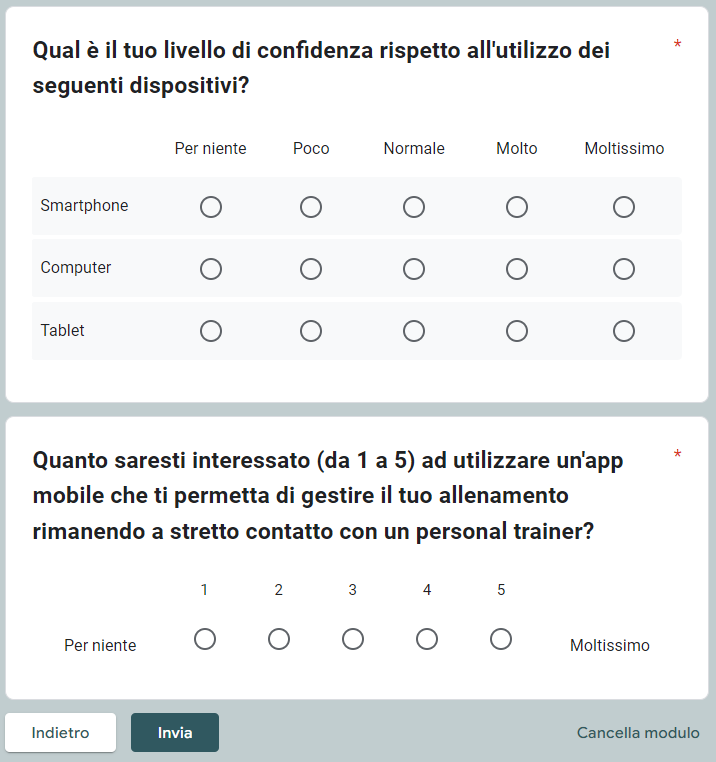 Qual è il tuo livello di confidenza rispetto all'utilizzo dei *
seguenti dispositivi?
Per niente Poco Normale Molto Moltissimo
Smartphone
Computer
Tablet
Quanto saresti interessato (da 1 a 5) ad utilizzare un'app *
mobile che ti permetta di gestire il tuo allenamento
rimanendo a stretto contatto con un personal trainer?
1 2 3 4 5
Per niente Moltissimo
Indietro Invia Cancella modulo